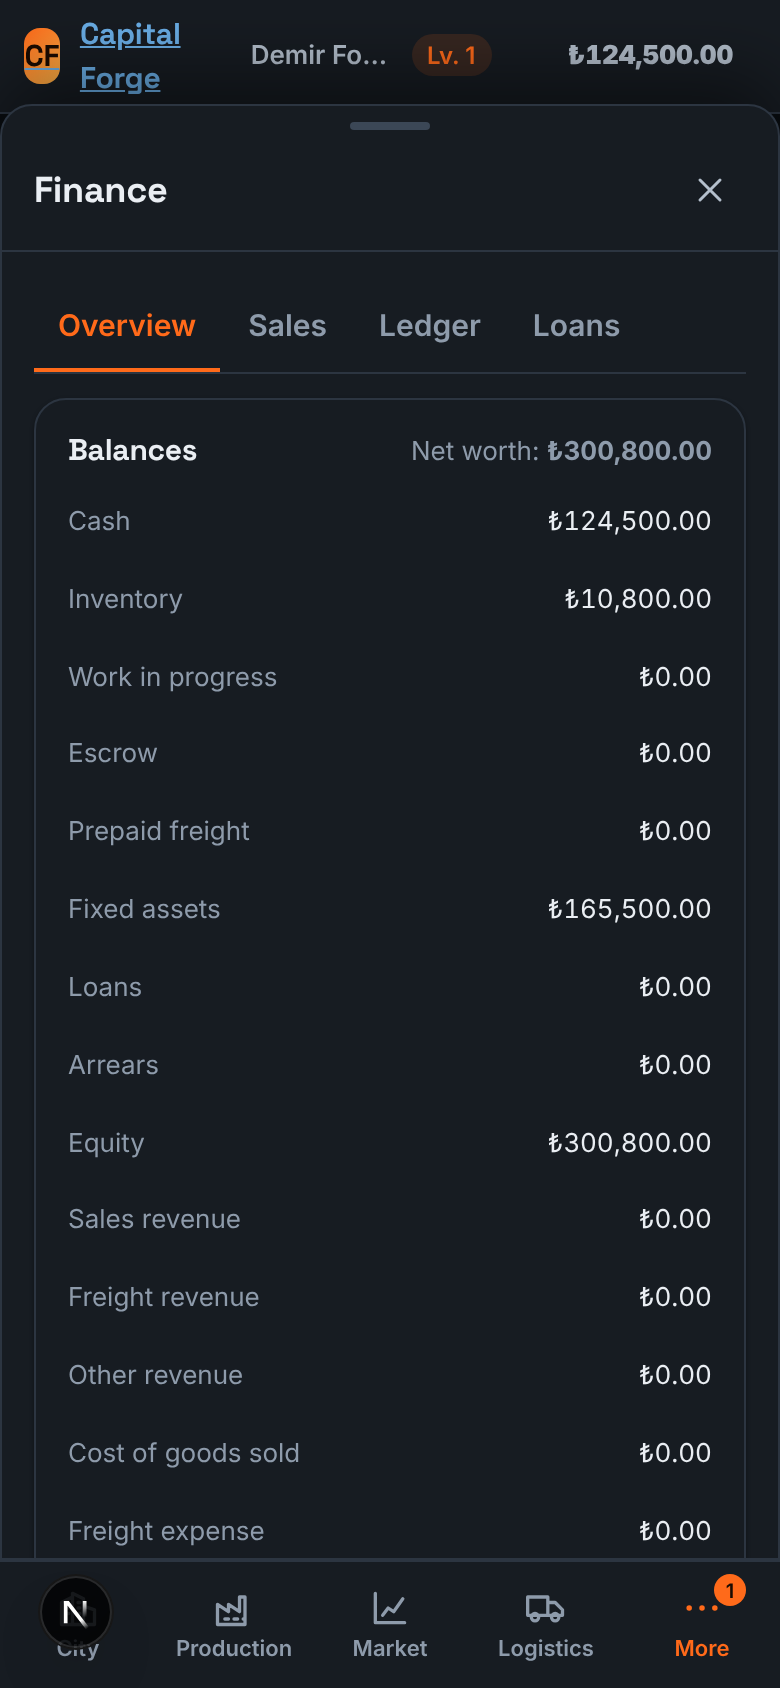 CF
Capital
Forge
Demir Fo...
Lv. 1
₺124,500.00
Finance
Overview Sales Ledger Loans
Balances Net worth: ₺300,800.00
Cash ₺124,500.00
Inventory ₺10,800.00
Work in progress ₺0.00
Escrow ₺0.00
Prepaid freight ₺0.00
Fixed assets ₺165,500.00
Loans ₺0.00
Arrears ₺0.00
Equity ₺300,800.00
Sales revenue ₺0.00
Freight revenue ₺0.00
Other revenue ₺0.00
Cost of goods sold ₺0.00
Freight expense ₺0.00
N
1
City Production Market Logistics More